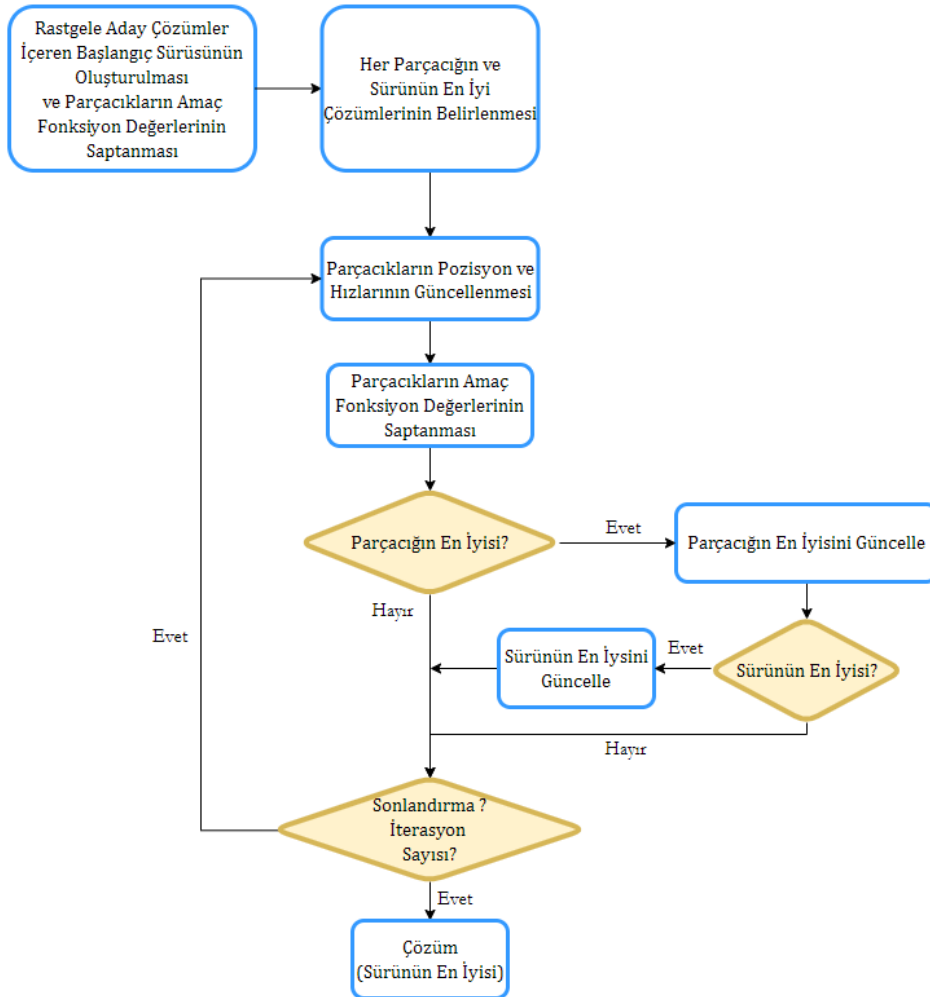 Rastgele Aday Çözümler
İçeren Başlangıç Sürüsünün
Oluşturulması
ve Parçacıkların Amaç
Fonksiyon Değerlerinin
Saptanması
Her Parçacığın ve
Sürünün En İyi
Çözümlerinin Belirlenmesi
Parçacıkların Pozisyon ve
Hızlarının Güncellenmesi
Parçacıkların Amaç
Fonksiyon Değerlerinin
Saptanması
Parçacığın En İyisi?
Evet
Parçacığın En İyisini Güncelle
Hayır
Evet
Sürünün En İysini
Güncelle
Evet
Sürünün En İyisi?
Hayır
Sonlandırma ?
İterasyon
Sayısı?
Evet
Çözüm
(Sürünün En İyisi)